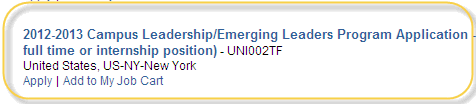 2012-2013 Campus Leadership/Emerging Leaders Program Application -
full time or internship position) - UNI002TF
United States, US-NY-New York
Apply | Add to My Job Cart